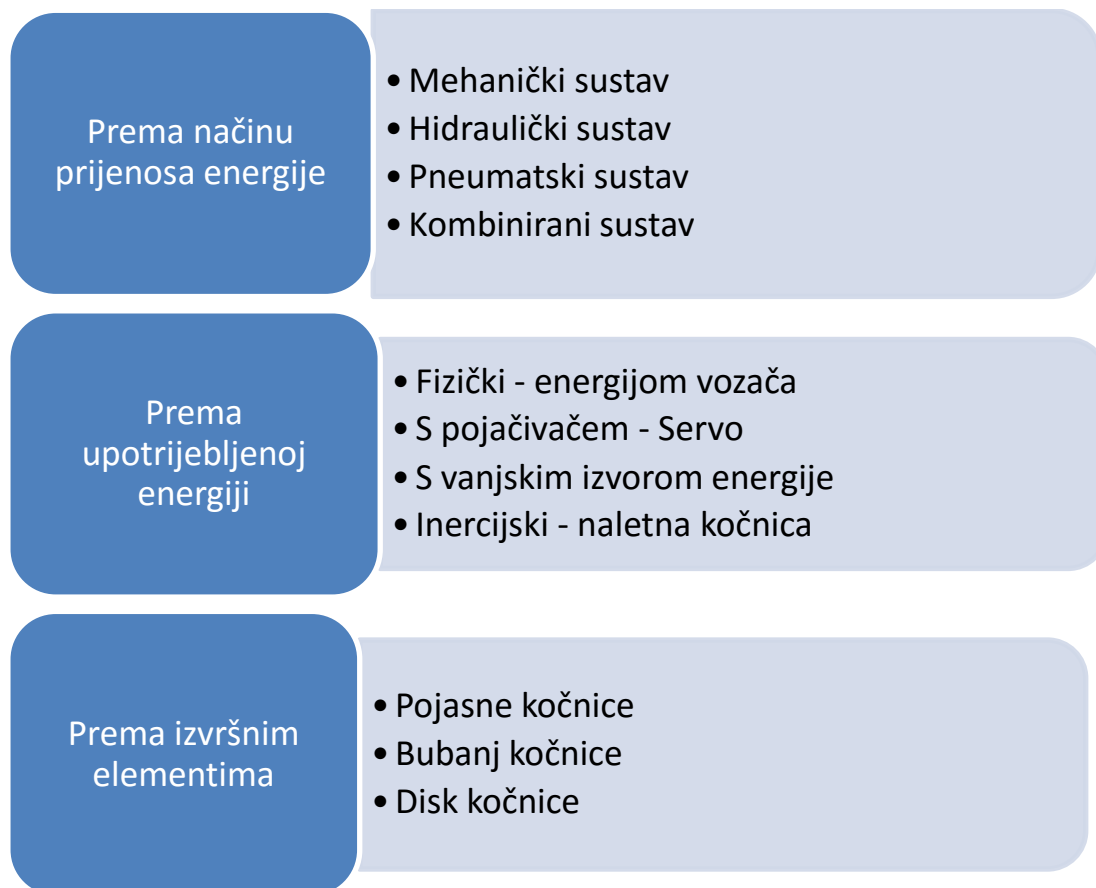 Prema načinu
prijenosa energije
• Mehanički sustav
• Hidraulički sustav
• Pneumatski sustav
• Kombinirani sustav
Prema
upotrijebljenoj
energiji
• Fizički - energijom vozača
• S pojačivačem - Servo
• S vanjskim izvorom energije
• Inercijski - naletna kočnica
Prema izvršnim
elementima
• Pojasne kočnice
• Bubanj kočnice
• Disk kočnice